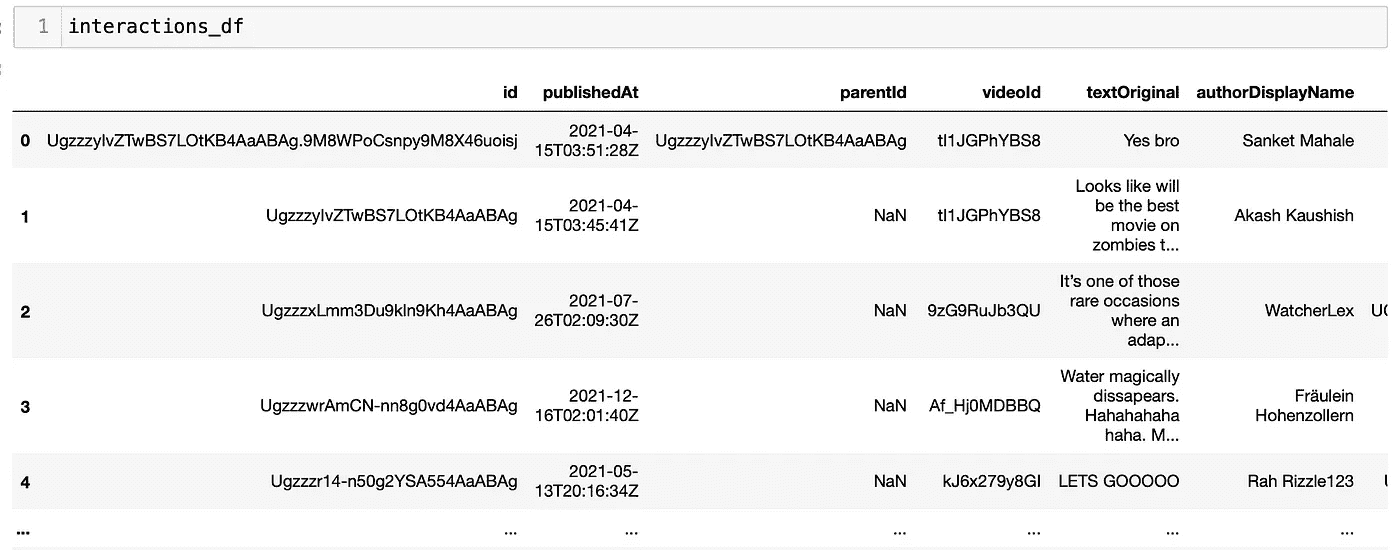 1 interactions_df
id publishedAt parentId videoId textOriginal authorDisplayName
0 UgzzzylvZTwBS7LOtKB4AaABAg.9M8WPoCsnpy9M8X46uoisj 2021-04-15T03:51:28Z UgzzzylvZTwBS7LOtKB4AaABAg tI1JGPhYBS8 Yes bro Sanket Mahale
1 UgzzzylvZTwBS7LOtKB4AaABAg 2021-04-15T03:45:41Z NaN tI1JGPhYBS8 Looks like will be the best movie on zombies t... Akash Kaushish
2 UgzzzxLmm3Du9kln9Kh4AaABAg 2021-07-26T02:09:30Z NaN 9zG9RuJb3QU It’s one of those rare occasions where an adap... WatcherLex
3 UgzzzwrAmCN-nn8g0vd4AaABAg 2021-12-16T02:01:40Z NaN Af_Hj0MDBBQ Water magically dissapears. Hahahahaha haha. M... Fräulein Hohenzollern
4 Ugzzzr14-n50g2YSA554AaABAg 2021-05-13T20:16:34Z NaN kJ6x279y8GI LETS GOOOOO Rah Rizzle123
... ... ... ... ... ... ...